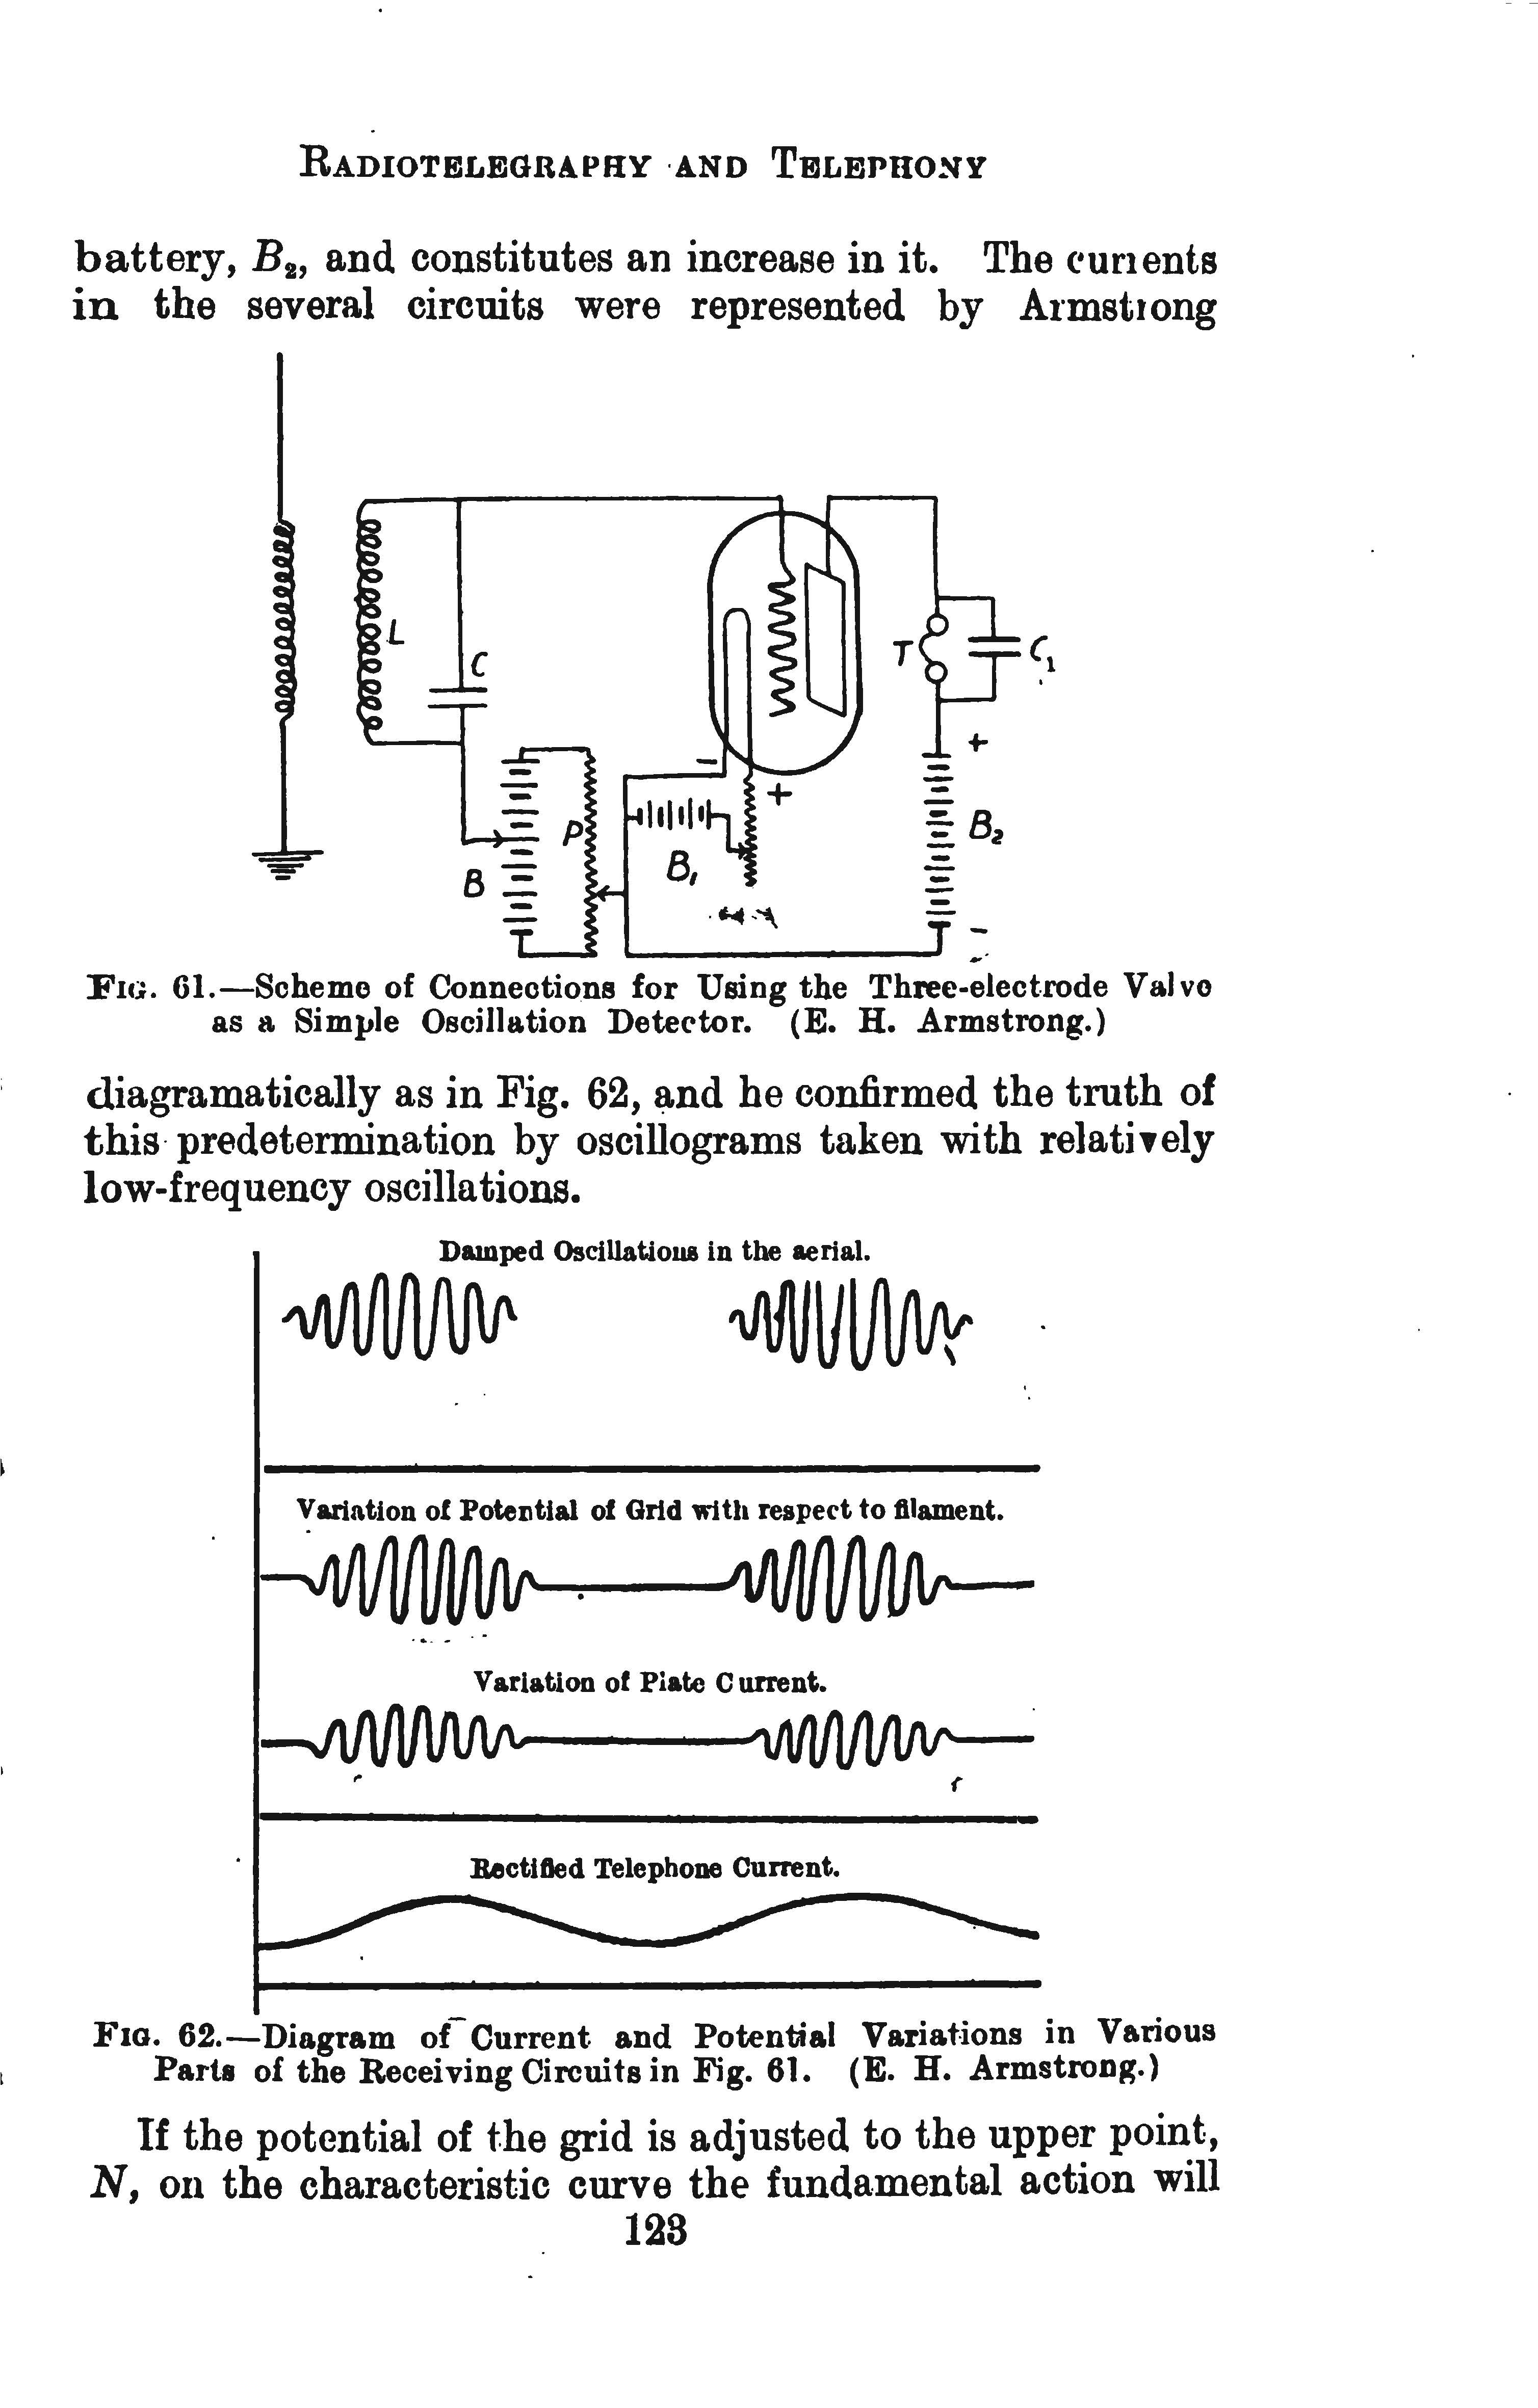 RADIOTELEGRAPHY AND TELEPHONY
battery, B₂, and constitutes an increase in it. The currents
in the several circuits were represented by Armstrong
L
C
T
C₁
+
−
+
P
B₁
B₂
B
−
FIG. 61.—Scheme of Connections for Using the Three-electrode Valve
as a Simple Oscillation Detector. (E. H. Armstrong.)
diagramatically as in Fig. 62, and he confirmed the truth of
this predetermination by oscillograms taken with relatively
low-frequency oscillations.
Damped Oscillations in the aerial.
Variation of Potential of Grid with respect to filament.
Variation of Plate Current.
Rectified Telephone Current.
FIG. 62.—Diagram of Current and Potential Variations in Various
Parts of the Receiving Circuits in Fig. 61. (E. H. Armstrong.)
If the potential of the grid is adjusted to the upper point,
N, on the characteristic curve the fundamental action will
123